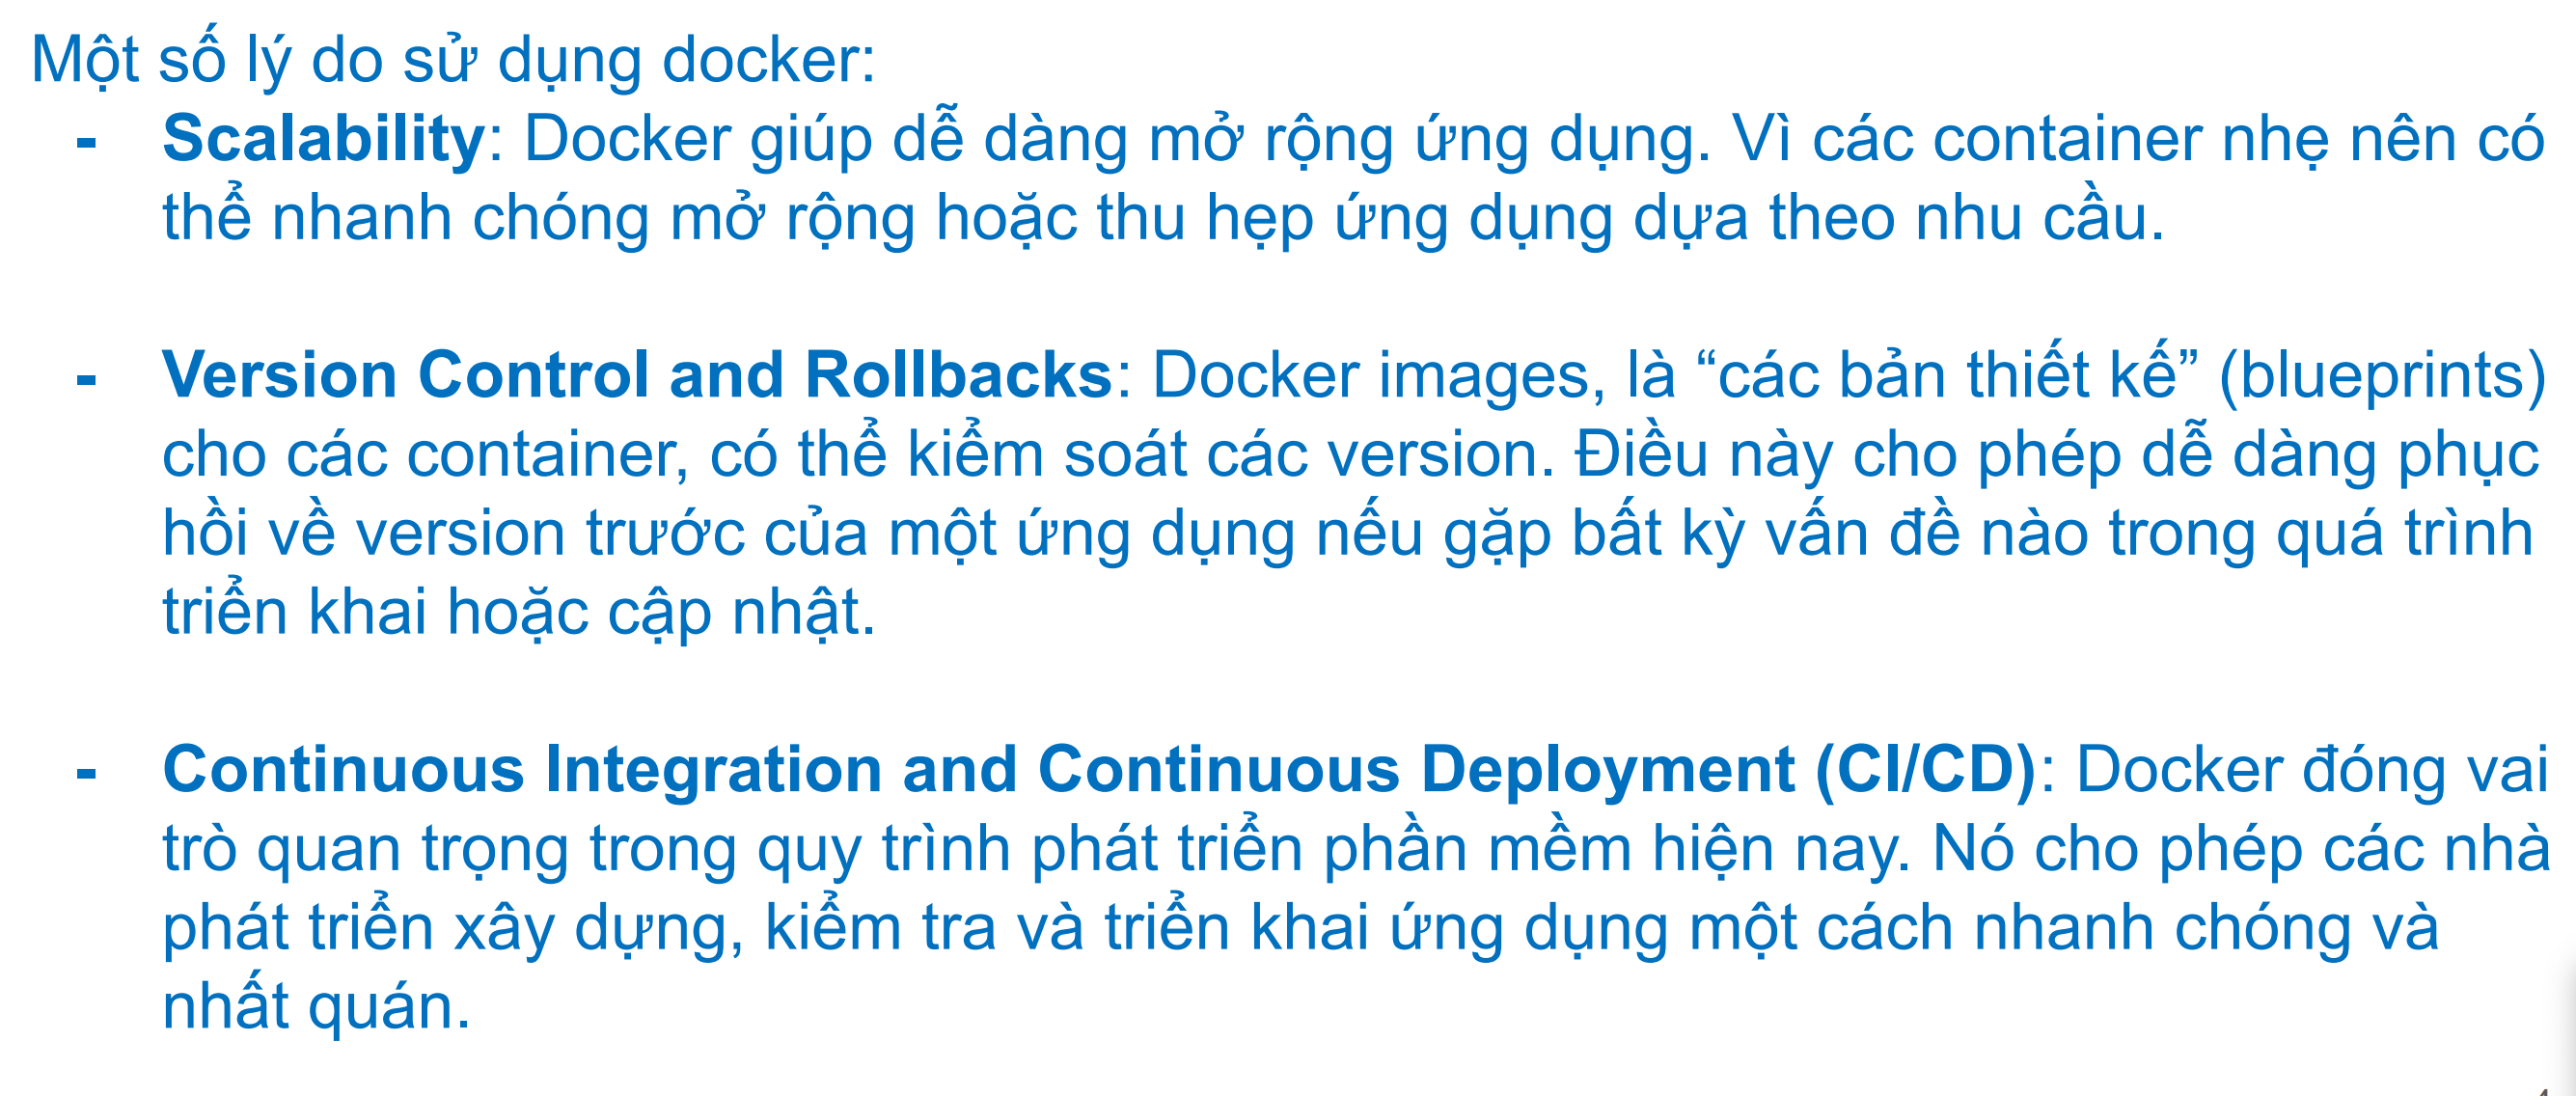 Một số lý do sử dụng docker:
- Scalability: Docker giúp dễ dàng mở rộng ứng dụng. Vì các container nhẹ nên có
thể nhanh chóng mở rộng hoặc thu hẹp ứng dụng dựa theo nhu cầu.
- Version Control and Rollbacks: Docker images, là “các bản thiết kế” (blueprints)
cho các container, có thể kiểm soát các version. Điều này cho phép dễ dàng phục
hồi về version trước của một ứng dụng nếu gặp bất kỳ vấn đề nào trong quá trình
triển khai hoặc cập nhật.
- Continuous Integration and Continuous Deployment (CI/CD): Docker đóng vai
trò quan trọng trong quy trình phát triển phần mềm hiện nay. Nó cho phép các nhà
phát triển xây dựng, kiểm tra và triển khai ứng dụng một cách nhanh chóng và
nhất quán.